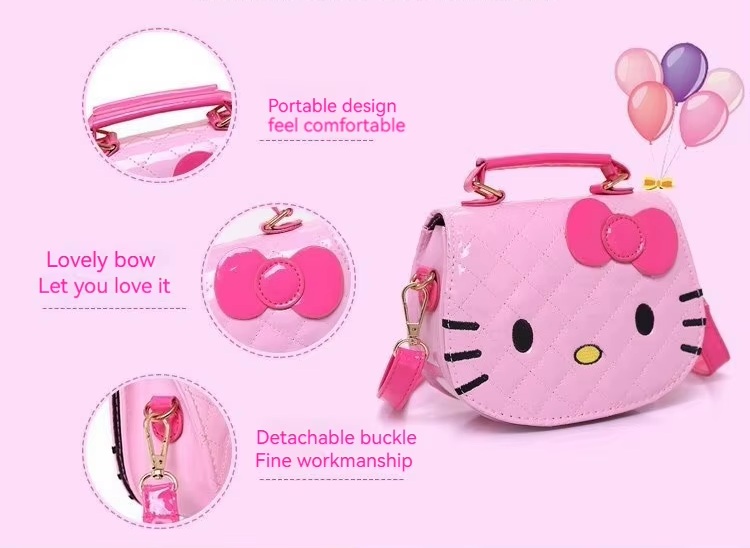 Portable design
feel comfortable
Lovely bow
Let you love it
Detachable buckle
Fine workmanship